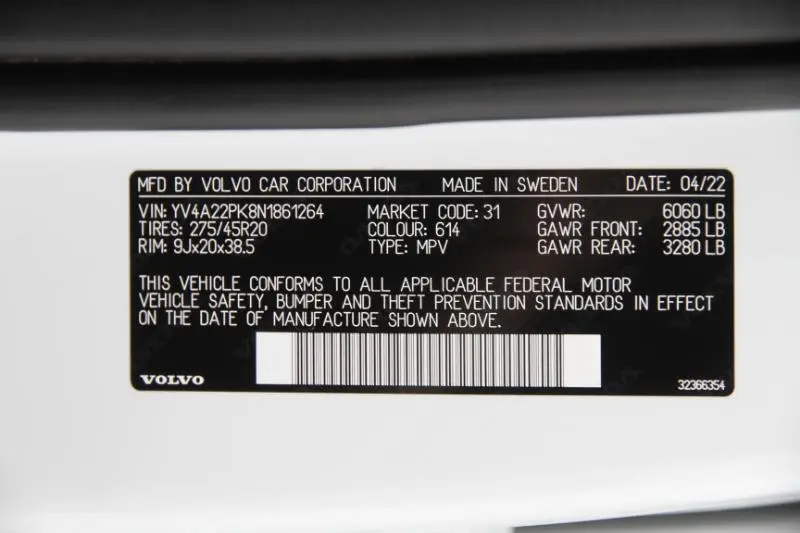 MFD BY VOLVO CAR CORPORATION MADE IN SWEDEN DATE: 04/22
VIN: YV4A22PK8N1861264 MARKET CODE: 31 GVWR: 6060 LB
TIRES: 275/45R20 COLOUR: 614 GAWR FRONT: 2885 LB
RIM: 9Jx20x38.5 TYPE: MPV GAWR REAR: 3280 LB
THIS VEHICLE CONFORMS TO ALL APPLICABLE FEDERAL MOTOR
VEHICLE SAFETY, BUMPER AND THEFT PREVENTION STANDARDS IN EFFECT
ON THE DATE OF MANUFACTURE SHOWN ABOVE.
VOLVO 32366354